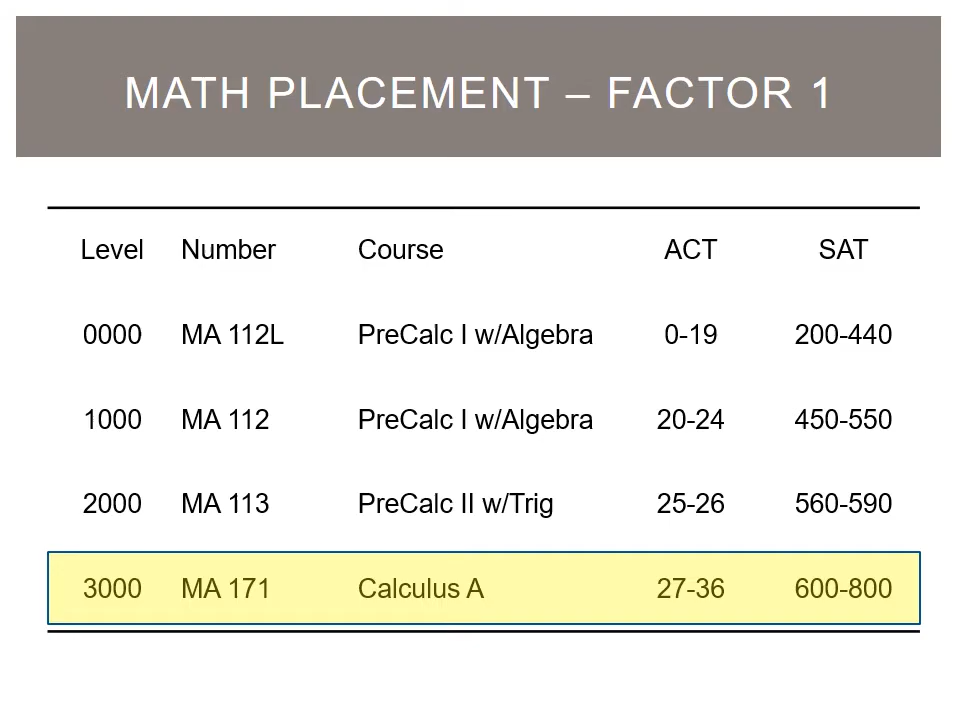 MATH PLACEMENT – FACTOR 1
Level Number Course ACT SAT
0000 MA 112L PreCalc I w/Algebra 0-19 200-440
1000 MA 112 PreCalc I w/Algebra 20-24 450-550
2000 MA 113 PreCalc II w/Trig 25-26 560-590
3000 MA 171 Calculus A 27-36 600-800